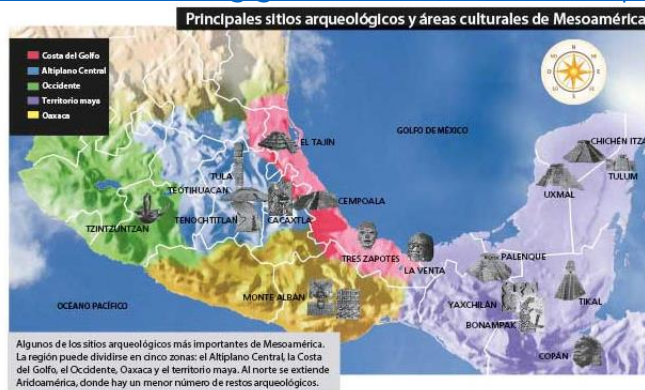 Principales sitios arqueológicos y áreas culturales de Mesoamérica
Costa del Golfo
Altiplano Central
Occidente
Territorio maya
Oaxaca
N
GOLFO DE MÉXICO
EL TAJÍN
CHICHÉN ITZÁ
TULUM
UXMAL
TULA
TEOTIHUACAN
TENOCHTITLAN
CACAXTLA
CEMPOALA
TZINTZUNTZAN
TRES ZAPOTES
LA VENTA
PALENQUE
MONTE ALBÁN
YAXCHILÁN
TIKAL
BONAMPAK
OCÉANO PACÍFICO
COPÁN
Algunos de los sitios arqueológicos más importantes de Mesoamérica.
La región puede dividirse en cinco zonas: el Altiplano Central, la Costa
del Golfo, el Occidente, Oaxaca y el territorio maya. Al norte se extiende
Aridoamérica, donde hay un menor número de restos arqueológicos.